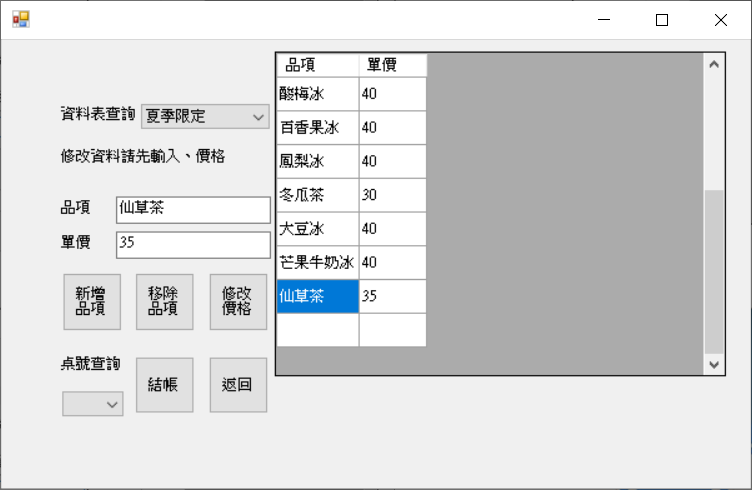 資料表查詢 夏季限定
修改資料請先輸入、價格
品項 仙草茶
單價 35
新增
品項
移除
品項
修改
價格
桌號查詢
結帳
返回
品項 單價
酸梅冰 40
百香果冰 40
鳳梨冰 40
冬瓜茶 30
大豆冰 40
芒果牛奶冰 40
仙草茶 35